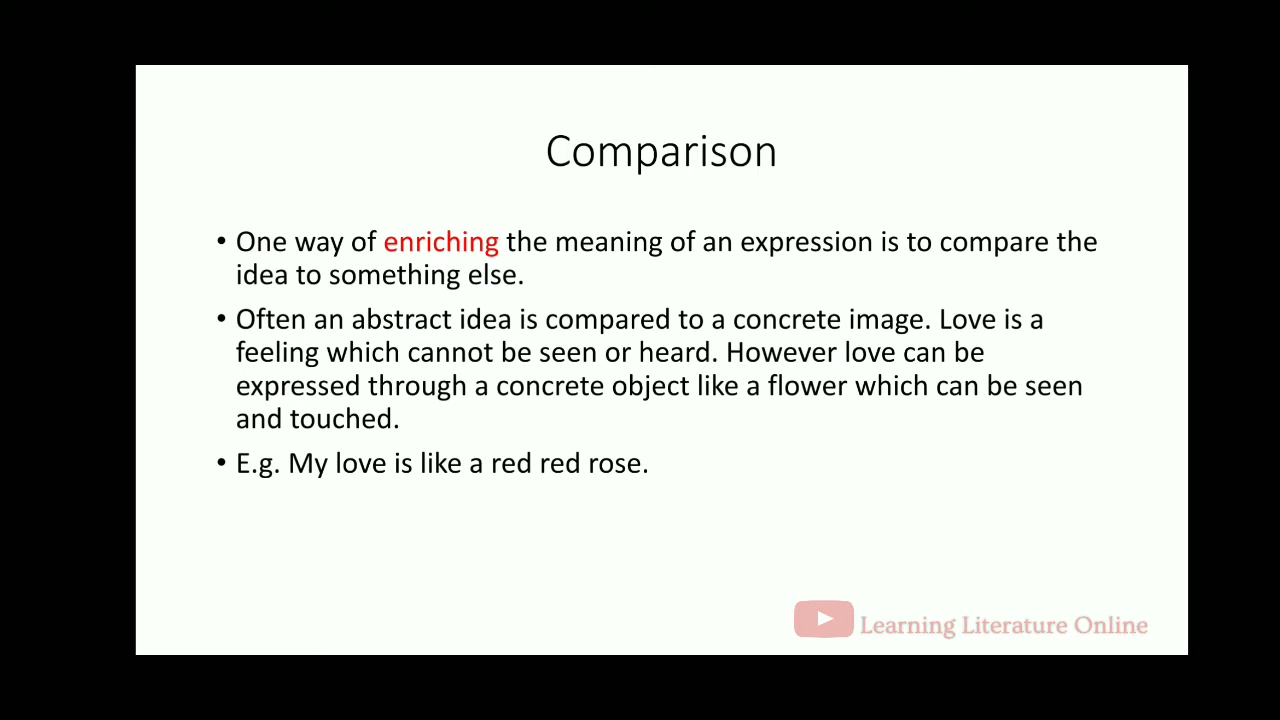 Comparison
• One way of enriching the meaning of an expression is to compare the
idea to something else.
• Often an abstract idea is compared to a concrete image. Love is a
feeling which cannot be seen or heard. However love can be
expressed through a concrete object like a flower which can be seen
and touched.
• E.g. My love is like a red red rose.
Learning Literature Online